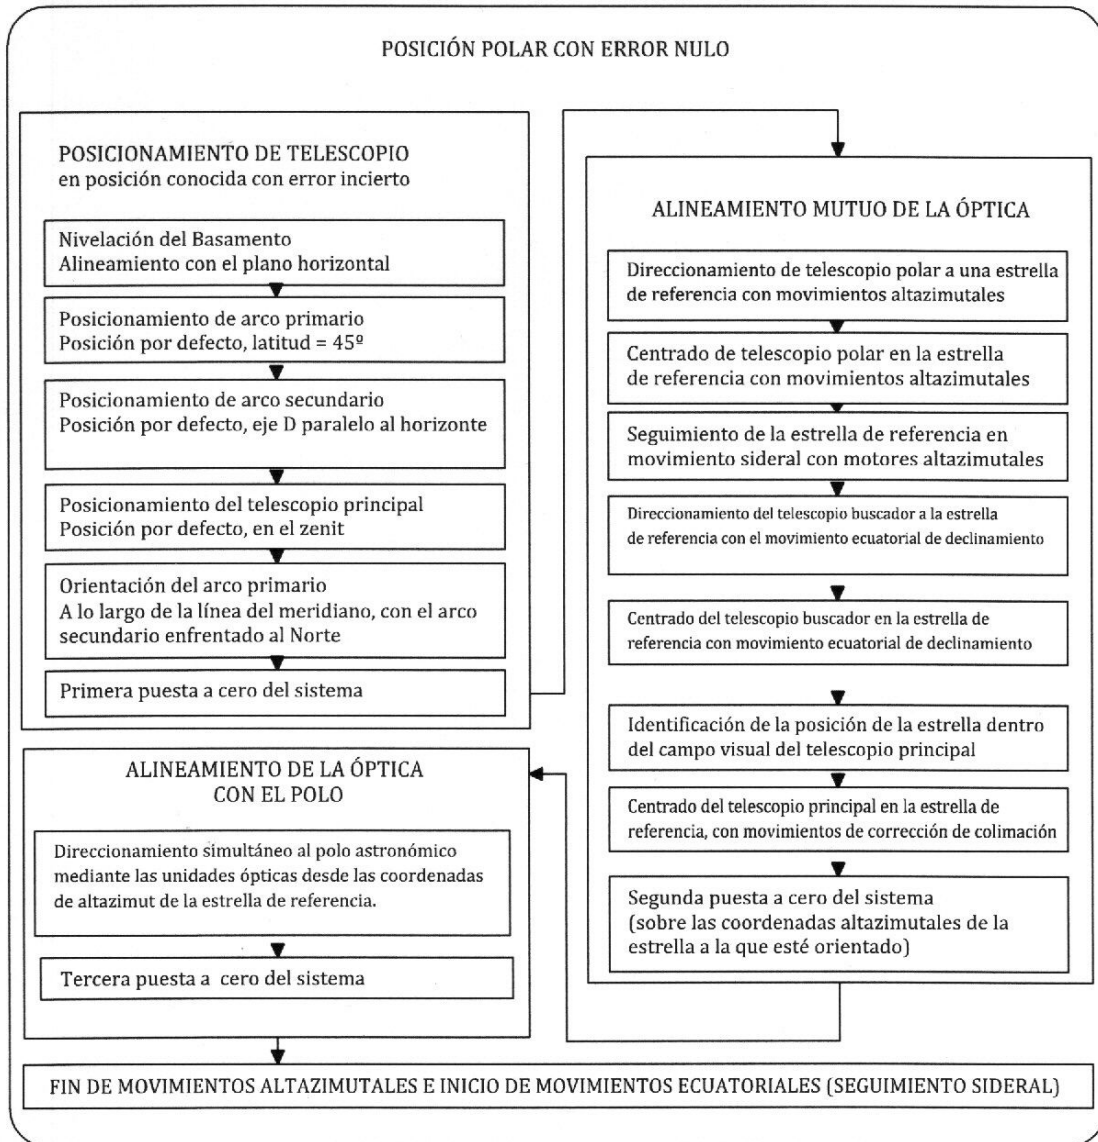 POSICIÓN POLAR CON ERROR NULO
POSICIONAMIENTO DE TELESCOPIO
en posición conocida con error incierto
Nivelación del Basamento
Alineamiento con el plano horizontal
Posicionamiento de arco primario
Posición por defecto, latitud = 45º
Posicionamiento de arco secundario
Posición por defecto, eje D paralelo al horizonte
Posicionamiento del telescopio principal
Posición por defecto, en el zenit
Orientación del arco primario
A lo largo de la línea del meridiano, con el arco
secundario enfrentado al Norte
Primera puesta a cero del sistema
ALINEAMIENTO MUTUO DE LA ÓPTICA
Direccionamiento de telescopio polar a una estrella
de referencia con movimientos altazimutales
Centrado de telescopio polar en la estrella
de referencia con movimientos altazimutales
Seguimiento de la estrella de referencia en
movimiento sideral con motores altazimutales
Direccionamiento del telescopio buscador a la estrella
de referencia con el movimiento ecuatorial de declinamiento
Centrado del telescopio buscador en la estrella de
referencia con movimiento ecuatorial de declinamiento
Identificación de la posición de la estrella dentro
del campo visual del telescopio principal
Centrado del telescopio principal en la estrella de
referencia, con movimientos de corrección de colimación
Segunda puesta a cero del sistema
(sobre las coordenadas altazimutales de la
estrella a la que esté orientado)
ALINEAMIENTO DE LA ÓPTICA
CON EL POLO
Direccionamiento simultáneo al polo astronómico
mediante las unidades ópticas desde las coordenadas
de altazimut de la estrella de referencia.
Tercera puesta a cero del sistema
FIN DE MOVIMIENTOS ALTAZIMUTALES E INICIO DE MOVIMIENTOS ECUATORIALES (SEGUIMIENTO SIDERAL)